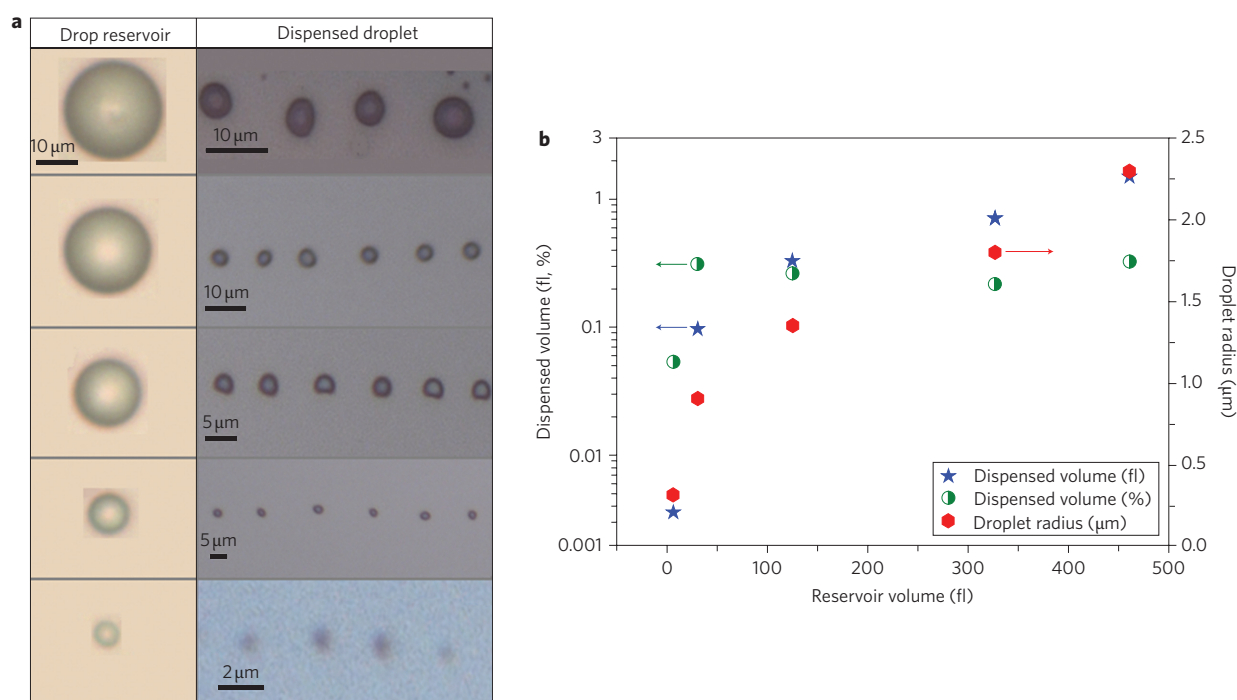 a
Drop reservoir
Dispensed droplet
10 µm
10 µm
10 µm
5 µm
5 µm
2 µm
b
3
1
0.1
0.01
0.001
Dispensed volume (fl, %)
0
100
200
300
400
500
Reservoir volume (fl)
2.5
2.0
1.5
1.0
0.5
0.0
Droplet radius (µm)
Dispensed volume (fl)
Dispensed volume (%)
Droplet radius (µm)